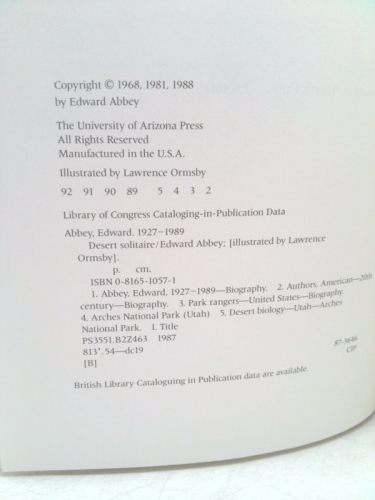 Copyright © 1968, 1981, 1988
by Edward Abbey
The University of Arizona Press
All Rights Reserved
Manufactured in the U.S.A.
Illustrated by Lawrence Ormsby
92 91 90 89 5 4 3 2
Library of Congress Cataloging-in-Publication Data
Abbey, Edward. 1927–1989
Desert solitaire/Edward Abbey; [illustrated by Lawrence
Ormsby].
p. cm.
ISBN 0-8165-1057-1
1. Abbey, Edward, 1927–1989—Biography. 2. Authors, American—20th
century—Biography. 3. Park rangers—United States—Biography.
4. Arches National Park (Utah) 5. Desert biology—Utah—Arches
National Park. I. Title
PS3551.B2Z463 1987
813'.54—dc19 87-3646
[B] CIP
British Library Cataloguing in Publication data are available.